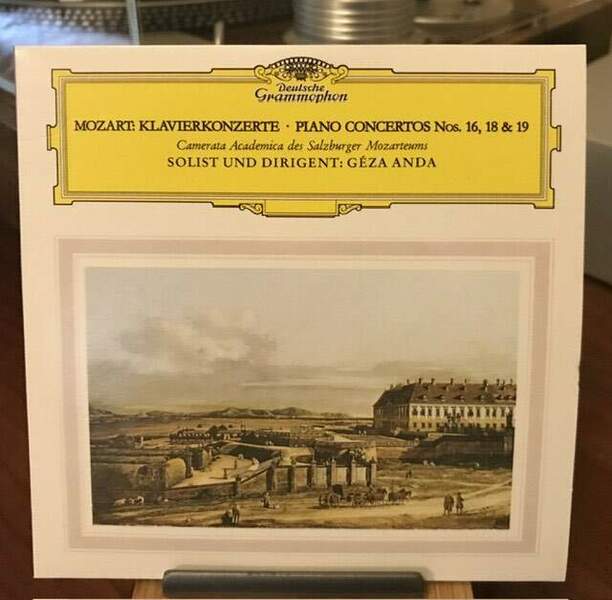 Deutsche
Grammophon
MOZART: KLAVIERKONZERTE · PIANO CONCERTOS Nos. 16, 18 & 19
Camerata Academica des Salzburger Mozarteums
SOLIST UND DIRIGENT: GÉZA ANDA